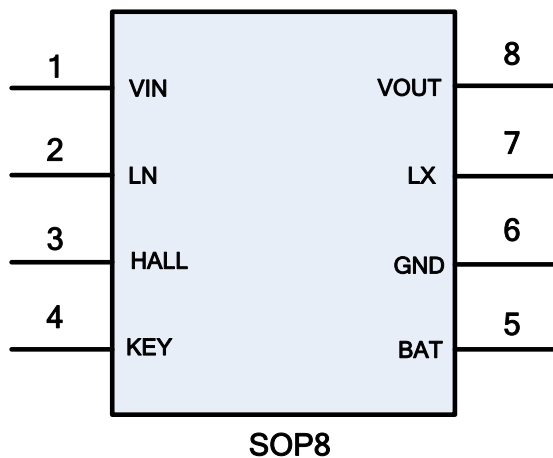 1 VIN VOUT 8
2 LN LX 7
3 HALL GND 6
4 KEY BAT 5
SOP8